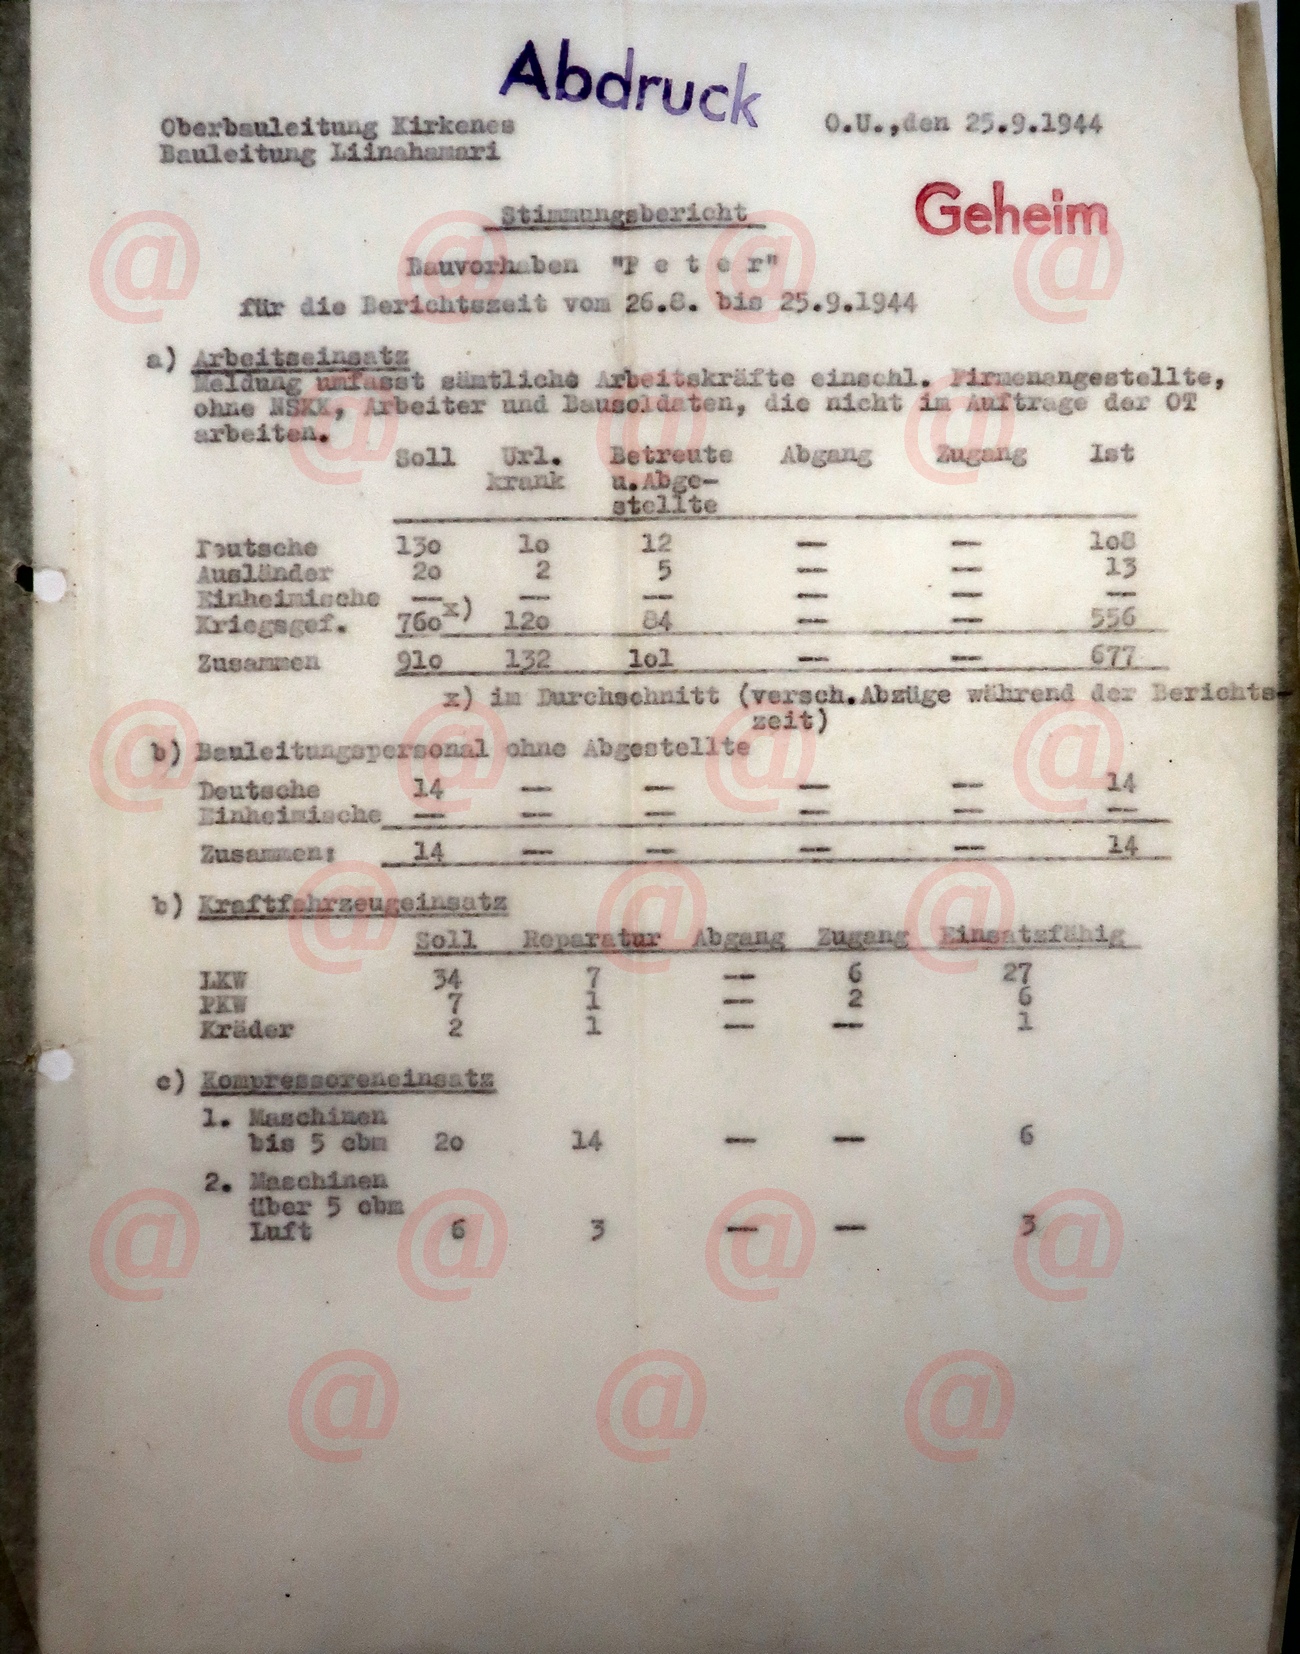 Abdruck
Oberbauleitung Kirkenes O.U.,den 25.9.1944
Bauleitung Liinahamari
Geheim
Stimmungsbericht
Bauvorhaben "P e t e r"
für die Berichtszeit vom 26.8. bis 25.9.1944
a) Arbeitseinsatz
Meldung umfasst sämtliche Arbeitskräfte einschl. Firmenangestellte,
ohne NSKK, Arbeiter und Bausoldaten, die nicht im Auftrage der OT
arbeiten.
Soll Url. Betreute Abgang Zugang Ist
krank u.Abge-
stellte
Deutsche 13o 1o 12 -- -- 1o8
Ausländer 2o 2 5 -- -- 13
Einheimische -- -- -- -- -- --
Kriegsgef. 76o x) 12o 84 -- -- 556
Zusammen 91o 132 1o1 -- -- 677
x) im Durchschnitt (versch.Abzüge während der Berichts-
zeit)
b) Bauleitungspersonal ohne Abgestellte
Deutsche 14 -- -- -- -- 14
Einheimische -- -- -- -- -- --
Zusammen: 14 -- -- -- -- 14
b) Kraftfahrzeugeinsatz
Soll Reparatur Abgang Zugang Einsatzfähig
LKW 34 7 -- 6 27
PKW 7 1 -- 2 6
Kräder 2 1 -- -- 1
c) Kompressoreneinsatz
1. Maschinen
bis 5 cbm 2o 14 -- -- 6
2. Maschinen
über 5 cbm
Luft 6 3 -- -- 3